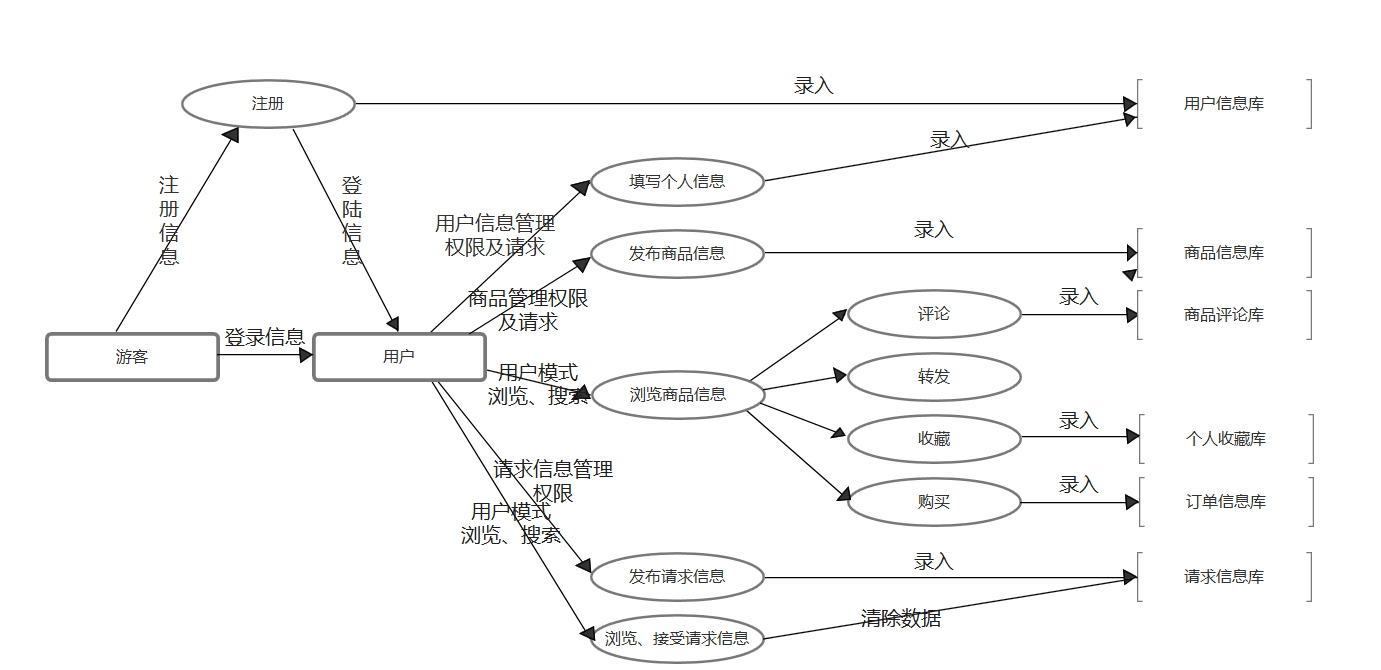 录入
注册
用户信息库
录入
注册信息
登陆信息
填写个人信息
用户信息管理
权限及请求
录入
发布商品信息
商品信息库
商品管理权限
及请求
录入
评论
商品评论库
登录信息
游客
用户
用户模式
浏览、搜索
浏览商品信息
转发
录入
收藏
个人收藏库
请求信息管理
权限
录入
购买
订单信息库
用户模式
浏览、搜索
录入
发布请求信息
请求信息库
清除数据
浏览、接受请求信息